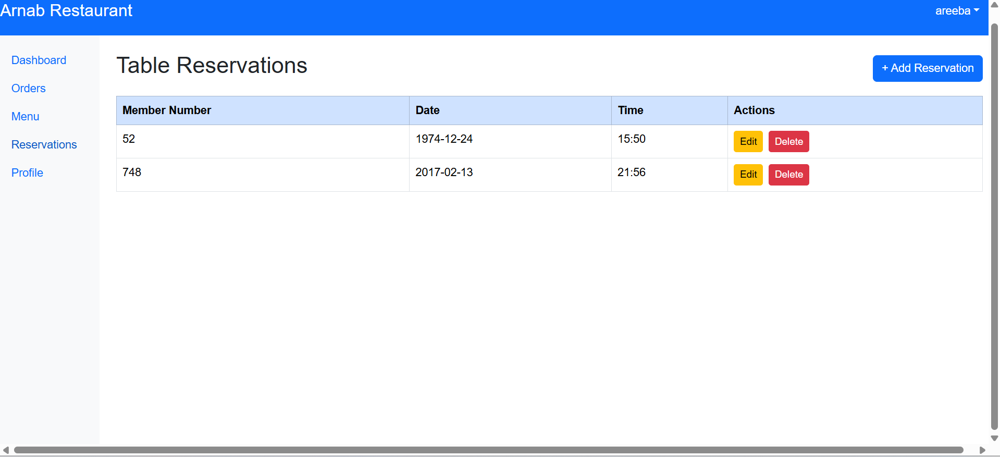 Arnab Restaurant
areeba
Dashboard
Orders
Menu
Reservations
Profile
Table Reservations
+ Add Reservation
Member Number Date Time Actions
52 1974-12-24 15:50 Edit Delete
748 2017-02-13 21:56 Edit Delete